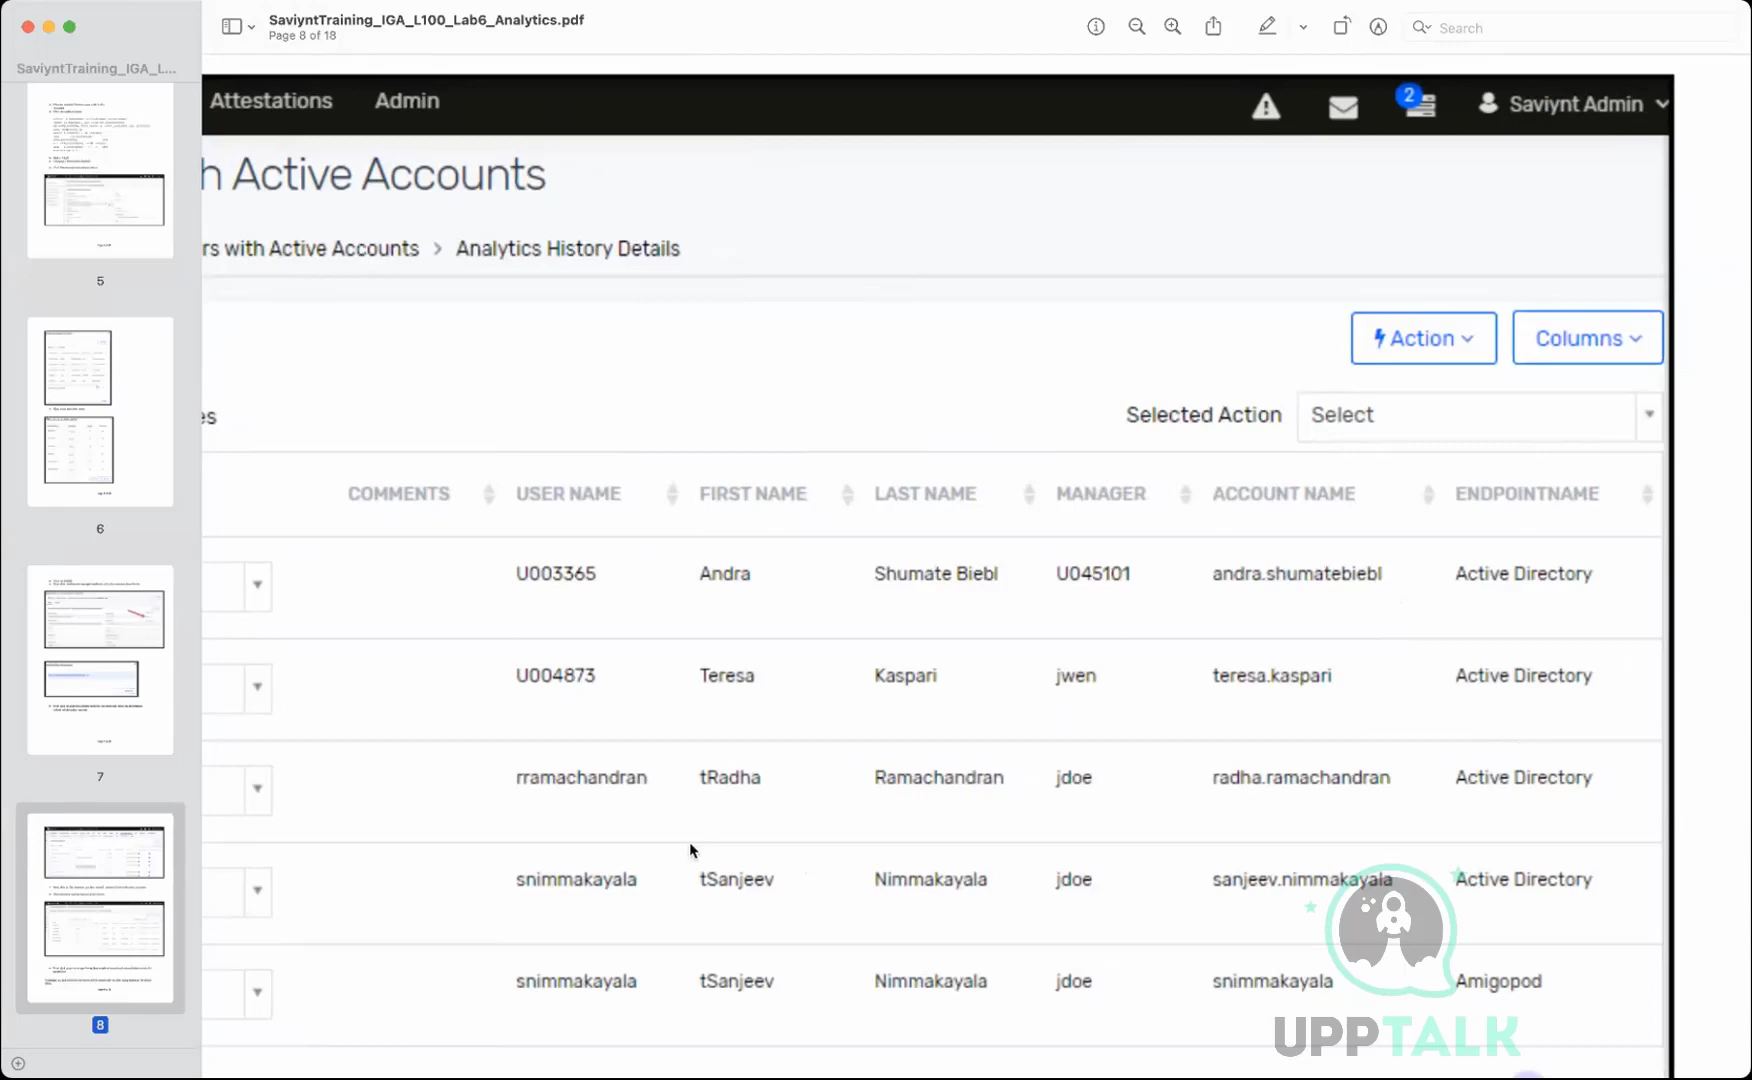 SaviyntTraining_IGA_L100_Lab6_Analytics.pdf
Page 8 of 18
Search
SaviyntTraining_IGA_L...
5
6
7
8
Attestations Admin
2 Saviynt Admin
h Active Accounts
rs with Active Accounts > Analytics History Details
Action Columns
es Selected Action Select
COMMENTS USER NAME FIRST NAME LAST NAME MANAGER ACCOUNT NAME ENDPOINTNAME
U003365 Andra Shumate Biebl U045101 andra.shumatebiebl Active Directory
U004873 Teresa Kaspari jwen teresa.kaspari Active Directory
rramachandran tRadha Ramachandran jdoe radha.ramachandran Active Directory
snimmakayala tSanjeev Nimmakayala jdoe sanjeev.nimmakayala Active Directory
snimmakayala tSanjeev Nimmakayala jdoe snimmakayala Amigopod
UPPTALK